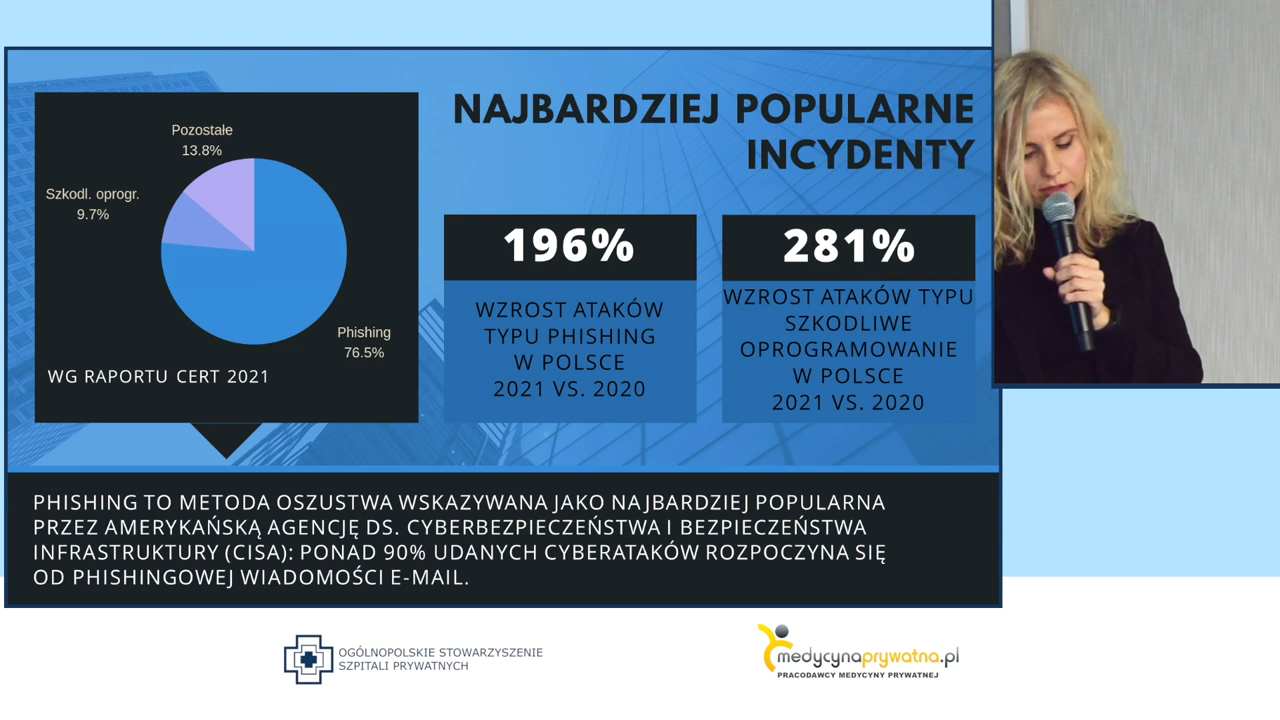 NAJBARDZIEJ POPULARNE
INCYDENTY
Pozostałe
13.8%
Szkodl. oprogr.
9.7%
Phishing
76.5%
WG RAPORTU CERT 2021
196%
WZROST ATAKÓW
TYPU PHISHING
W POLSCE
2021 VS. 2020
281%
WZROST ATAKÓW TYPU
SZKODLIWE
OPROGRAMOWANIE
W POLSCE
2021 VS. 2020
PHISHING TO METODA OSZUSTWA WSKAZYWANA JAKO NAJBARDZIEJ POPULARNA
PRZEZ AMERYKAŃSKĄ AGENCJĘ DS. CYBERBEZPIECZEŃSTWA I BEZPIECZEŃSTWA
INFRASTRUKTURY (CISA): PONAD 90% UDANYCH CYBERATAKÓW ROZPOCZYNA SIĘ
OD PHISHINGOWEJ WIADOMOŚCI E-MAIL.
OGÓLNOPOLSKIE STOWARZYSZENIE
SZPITALI PRYWATNYCH
medycynaprywatna.pl
PRACODAWCY MEDYCYNY PRYWATNEJ